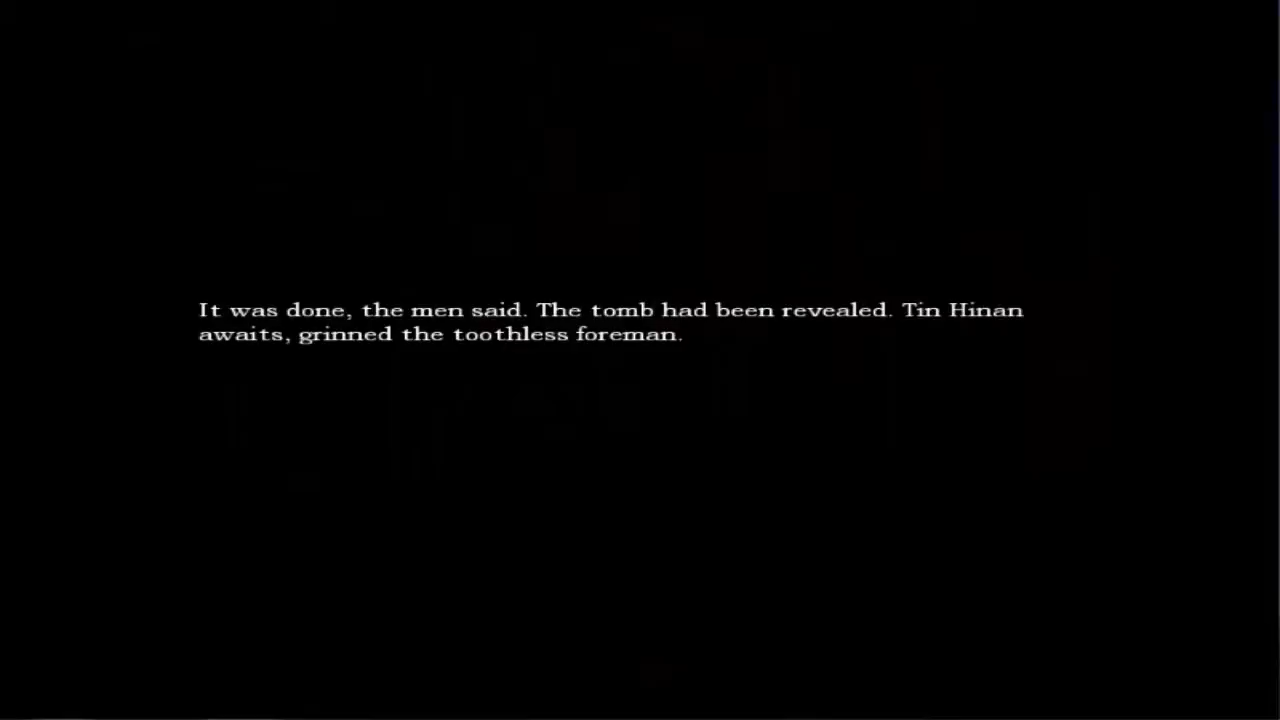 It was done, the men said. The tomb had been revealed. Tin Hinan
awaits, grinned the toothless foreman.